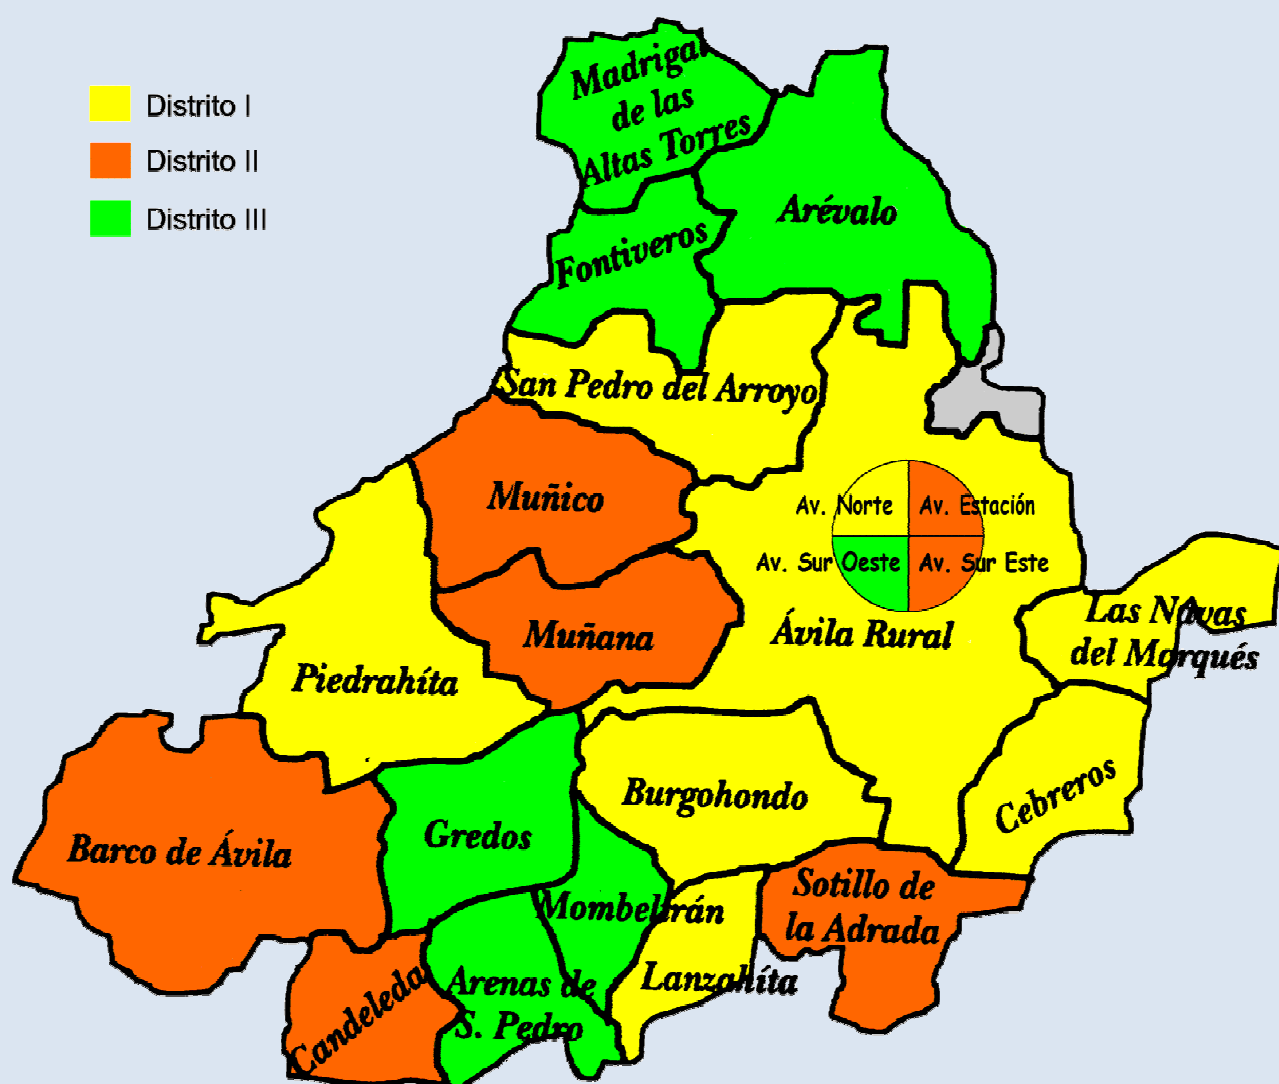 Distrito I
Distrito II
Distrito III
Madrigal
de las
Altas Torres
Arévalo
Fontiveros
San Pedro del Arroyo
Muñico
Av. Norte
Av. Estación
Av. Sur Oeste
Av. Sur Este
Muñana
Ávila Rural
Las Navas
del Marqués
Piedrahíta
Burgohondo
Cebreros
Gredos
Barco de Ávila
Sotillo de
la Adrada
Mombeltrán
Lanzahíta
Arenas de
S. Pedro
Candeleda